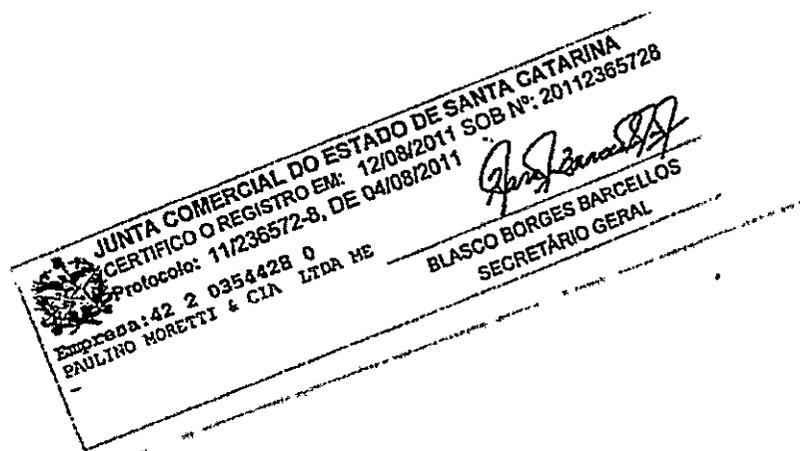 JUNTA COMERCIAL DO ESTADO DE SANTA CATARINA
CERTIFICO O REGISTRO EM: 12/08/2011 SOB Nº: 20112365728
Protocolo: 11/236572-8, DE 04/08/2011
Empresa:42 2 0354428 0
PAULINO MORETTI & CIA LTDA ME
BLASCO BORGES BARCELLOS
SECRETÁRIO GERAL